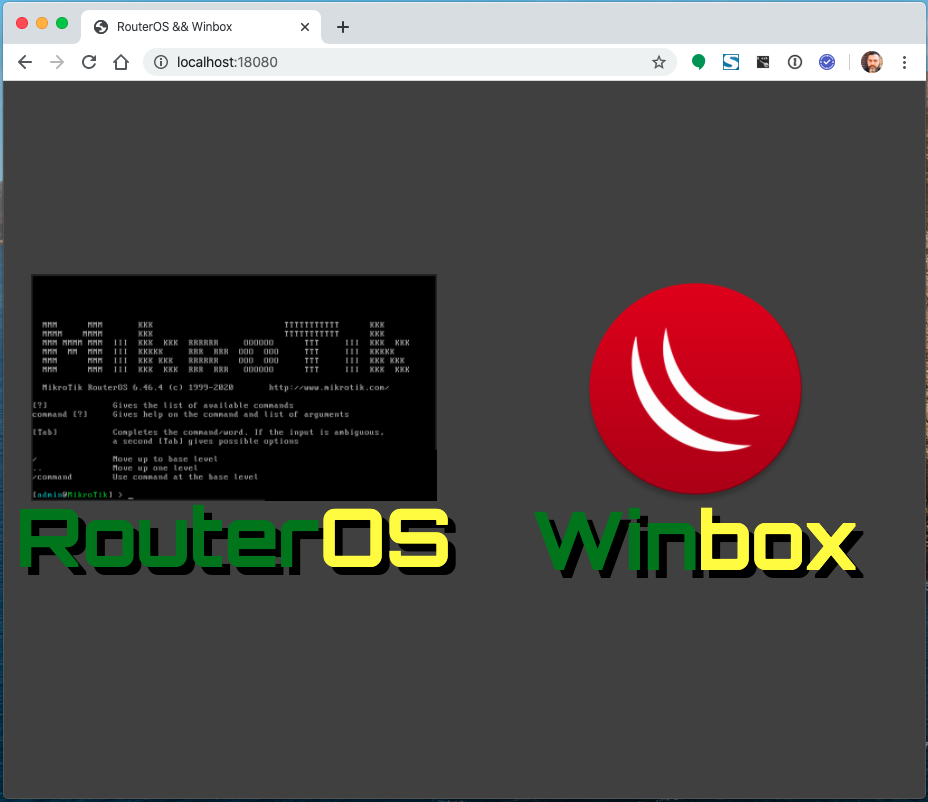 RouterOS && Winbox
localhost:18080
MMM MMM KKK TTTTTTTTTTT KKK
MMMM MMMM KKK TTTTTTTTTTT KKK
MMM MMMM MMM III KKK KKK RRRRRR OOOOOO TTT III KKK KKK
MMM MM MMM III KKKKK RRR RRR OOO OOO TTT III KKKKK
MMM MMM III KKK KKK RRRRRR OOO OOO TTT III KKK KKK
MMM MMM III KKK KKK RRR RRR OOOOOO TTT III KKK KKK
MikroTik RouterOS 6.46.4 (c) 1999-2020 http://www.mikrotik.com/
[?] Gives the list of available commands
command [?] Gives help on the command and list of arguments
[Tab] Completes the command/word. If the input is ambiguous,
a second [Tab] gives possible options
/ Move up to base level
.. Move up one level
/command Use command at the base level
[admin@MikroTik] > _
RouterOS
Winbox